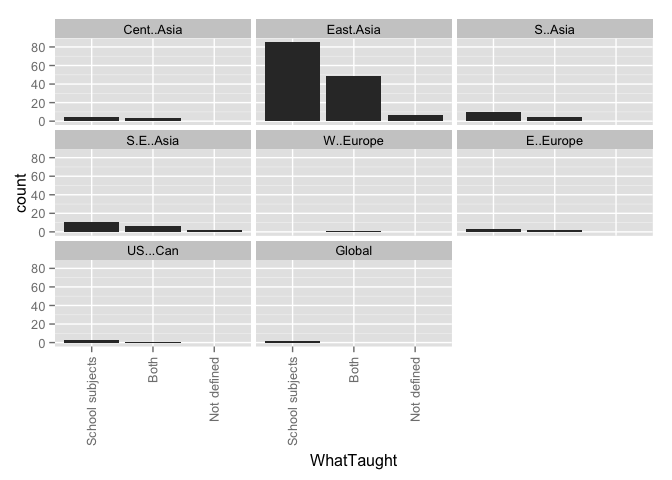 Cent..Asia
East.Asia
S..Asia
80
60
40
20
0
S.E..Asia
W..Europe
E..Europe
80
60
40
20
0
US...Can
Global
80
60
40
20
0
count
School subjects
Both
Not defined
School subjects
Both
Not defined
WhatTaught